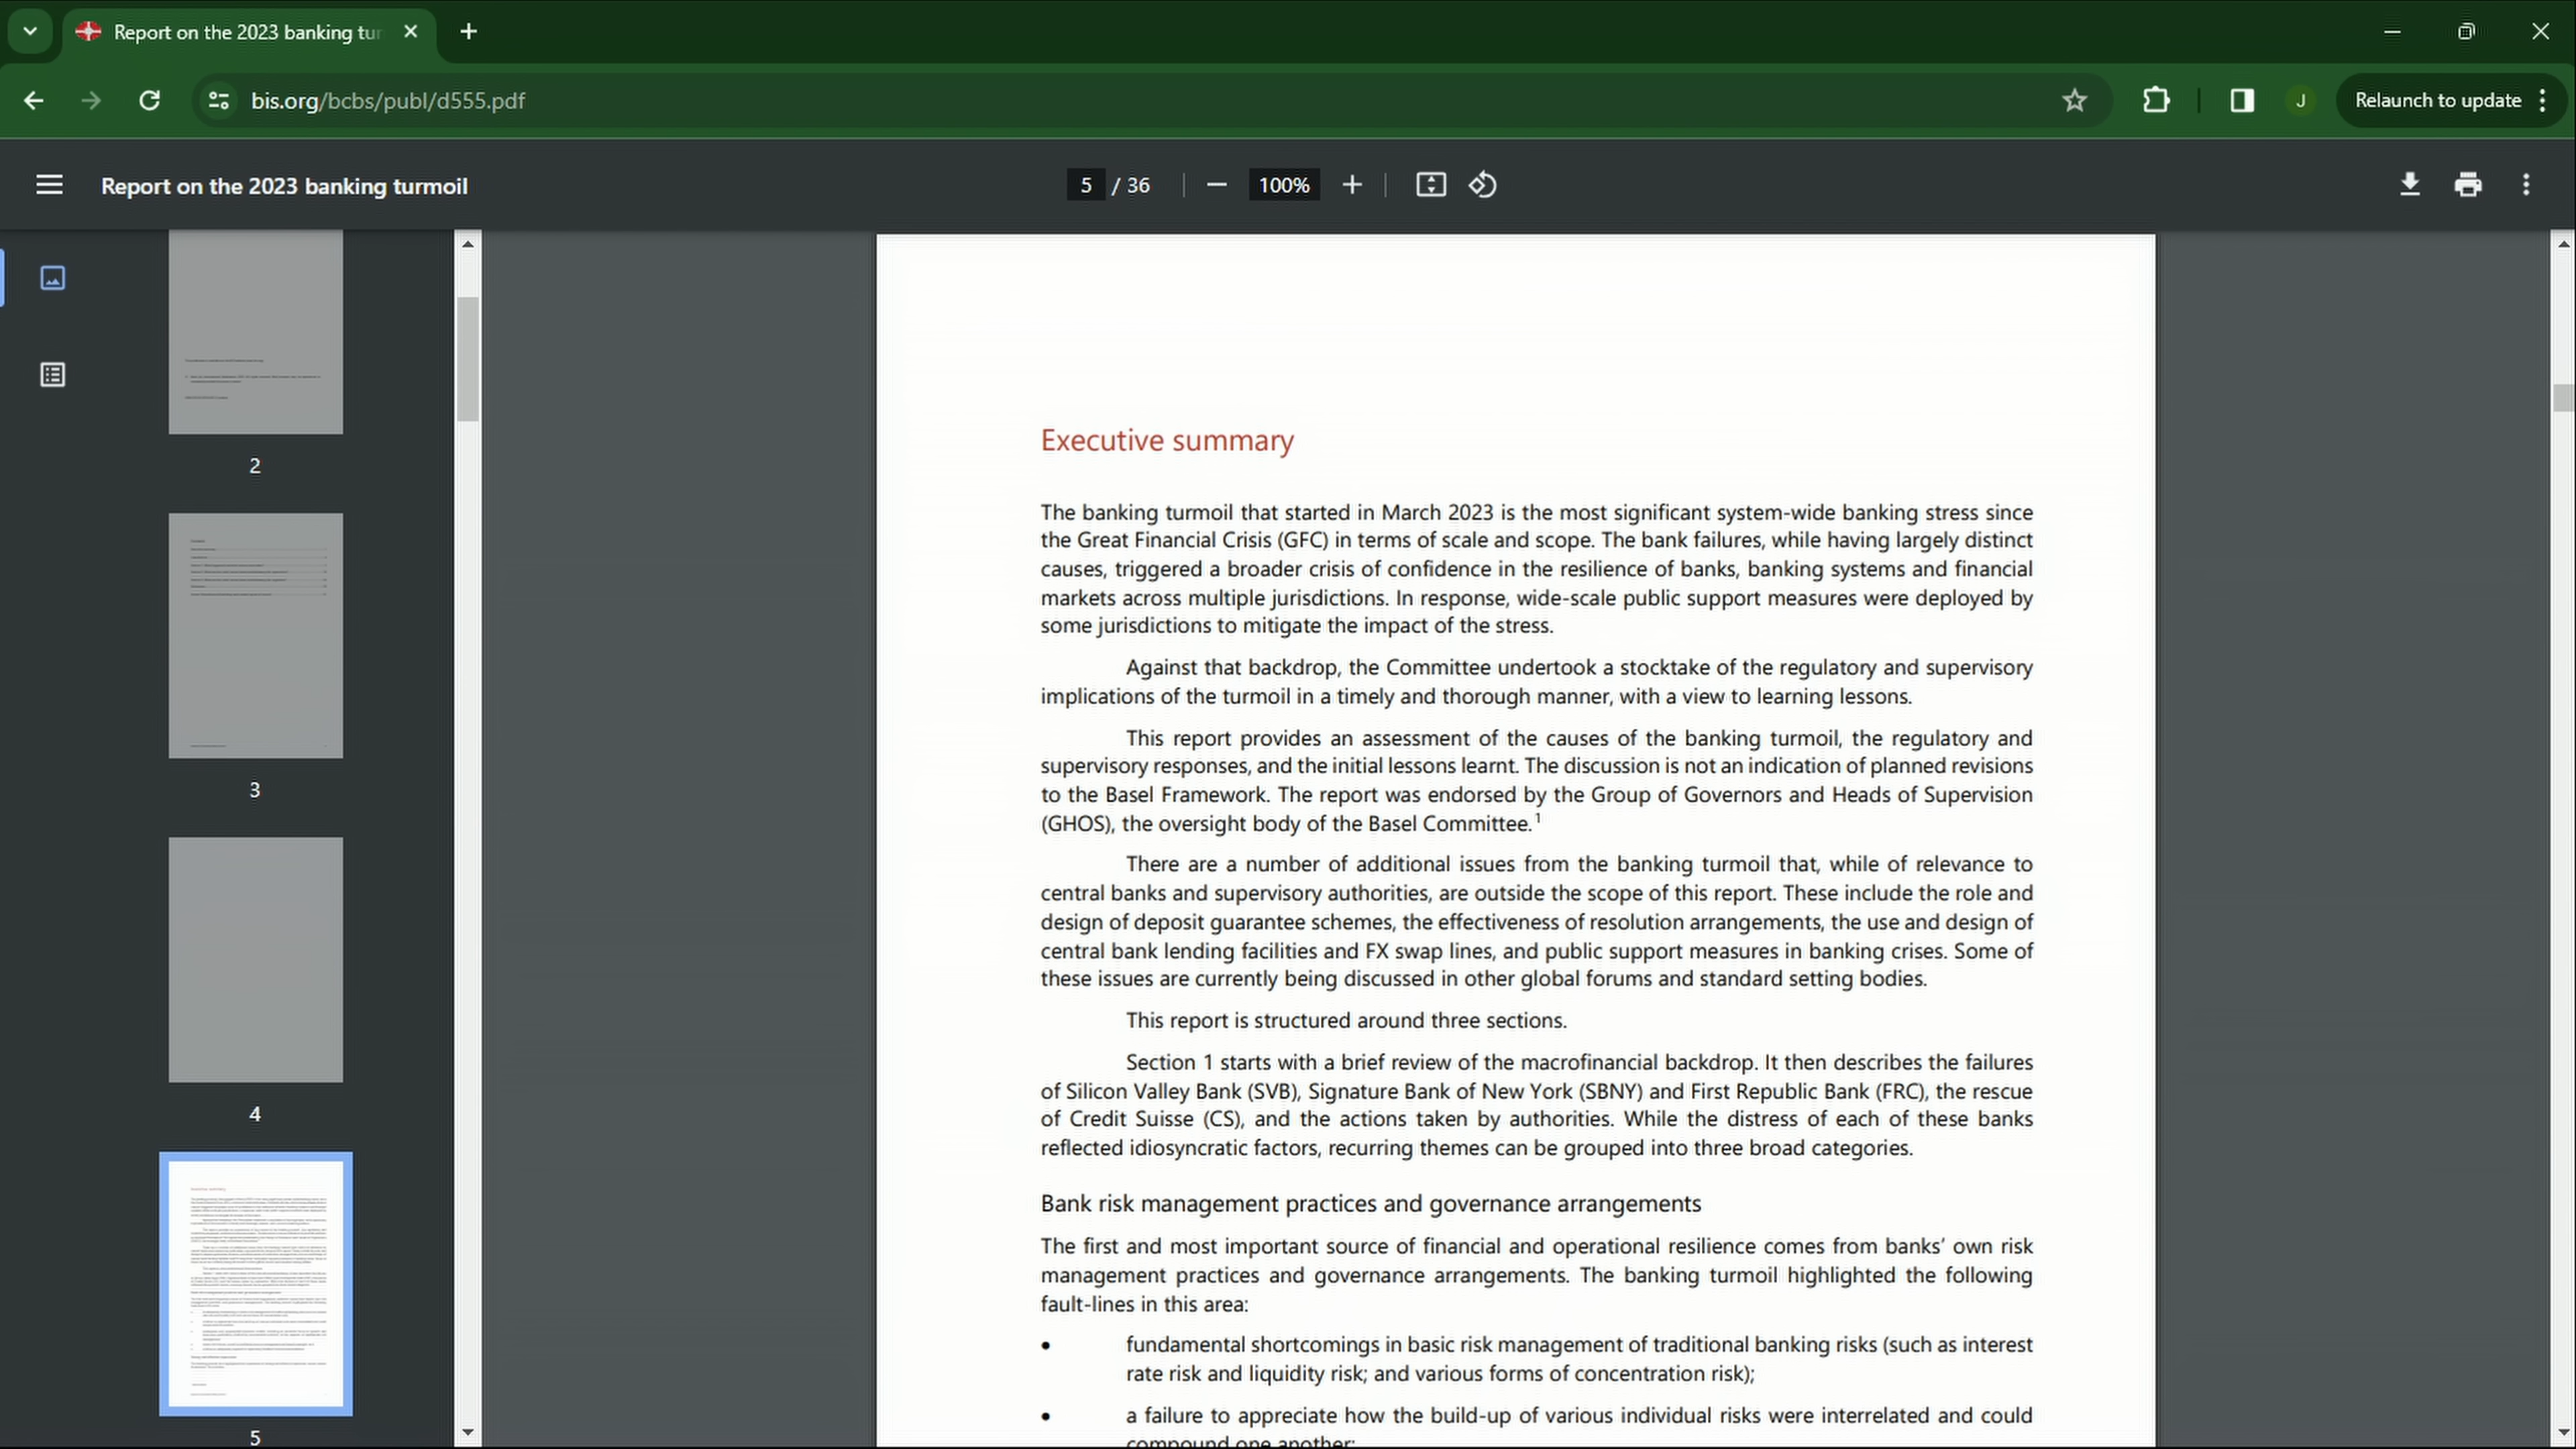 Report on the 2023 banking tur
bis.org/bcbs/publ/d555.pdf
J
Relaunch to update
Report on the 2023 banking turmoil
5 / 36
100%
2
3
4
5
Executive summary
The banking turmoil that started in March 2023 is the most significant system-wide banking stress since
the Great Financial Crisis (GFC) in terms of scale and scope. The bank failures, while having largely distinct
causes, triggered a broader crisis of confidence in the resilience of banks, banking systems and financial
markets across multiple jurisdictions. In response, wide-scale public support measures were deployed by
some jurisdictions to mitigate the impact of the stress.
Against that backdrop, the Committee undertook a stocktake of the regulatory and supervisory
implications of the turmoil in a timely and thorough manner, with a view to learning lessons.
This report provides an assessment of the causes of the banking turmoil, the regulatory and
supervisory responses, and the initial lessons learnt. The discussion is not an indication of planned revisions
to the Basel Framework. The report was endorsed by the Group of Governors and Heads of Supervision
(GHOS), the oversight body of the Basel Committee.¹
There are a number of additional issues from the banking turmoil that, while of relevance to
central banks and supervisory authorities, are outside the scope of this report. These include the role and
design of deposit guarantee schemes, the effectiveness of resolution arrangements, the use and design of
central bank lending facilities and FX swap lines, and public support measures in banking crises. Some of
these issues are currently being discussed in other global forums and standard setting bodies.
This report is structured around three sections.
Section 1 starts with a brief review of the macrofinancial backdrop. It then describes the failures
of Silicon Valley Bank (SVB), Signature Bank of New York (SBNY) and First Republic Bank (FRC), the rescue
of Credit Suisse (CS), and the actions taken by authorities. While the distress of each of these banks
reflected idiosyncratic factors, recurring themes can be grouped into three broad categories.
Bank risk management practices and governance arrangements
The first and most important source of financial and operational resilience comes from banks' own risk
management practices and governance arrangements. The banking turmoil highlighted the following
fault-lines in this area:
• fundamental shortcomings in basic risk management of traditional banking risks (such as interest
rate risk and liquidity risk; and various forms of concentration risk);
• a failure to appreciate how the build-up of various individual risks were interrelated and could
compound one another;